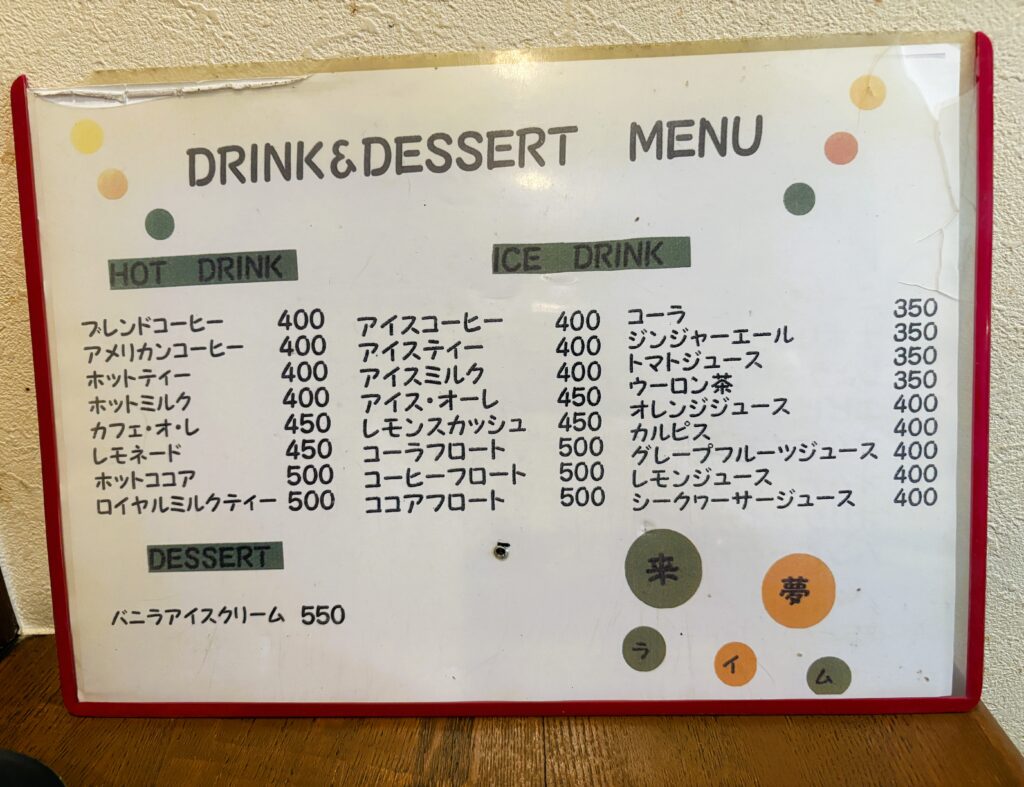 DRINK&DESSERT MENU
HOT DRINK
ブレンドコーヒー 400
アメリカンコーヒー 400
ホットティー 400
ホットミルク 400
カフェ・オ・レ 450
レモネード 450
ホットココア 500
ロイヤルミルクティー 500
ICE DRINK
アイスコーヒー 400
アイスティー 400
アイスミルク 400
アイス・オーレ 450
レモンスカッシュ 450
コーラフロート 500
コーヒーフロート 500
ココアフロート 500
コーラ 350
ジンジャーエール 350
トマトジュース 350
ウーロン茶 350
オレンジジュース 400
カルピス 400
グレープフルーツジュース 400
レモンジュース 400
シークヮーサージュース 400
DESSERT
バニラアイスクリーム 550
来夢
ライム